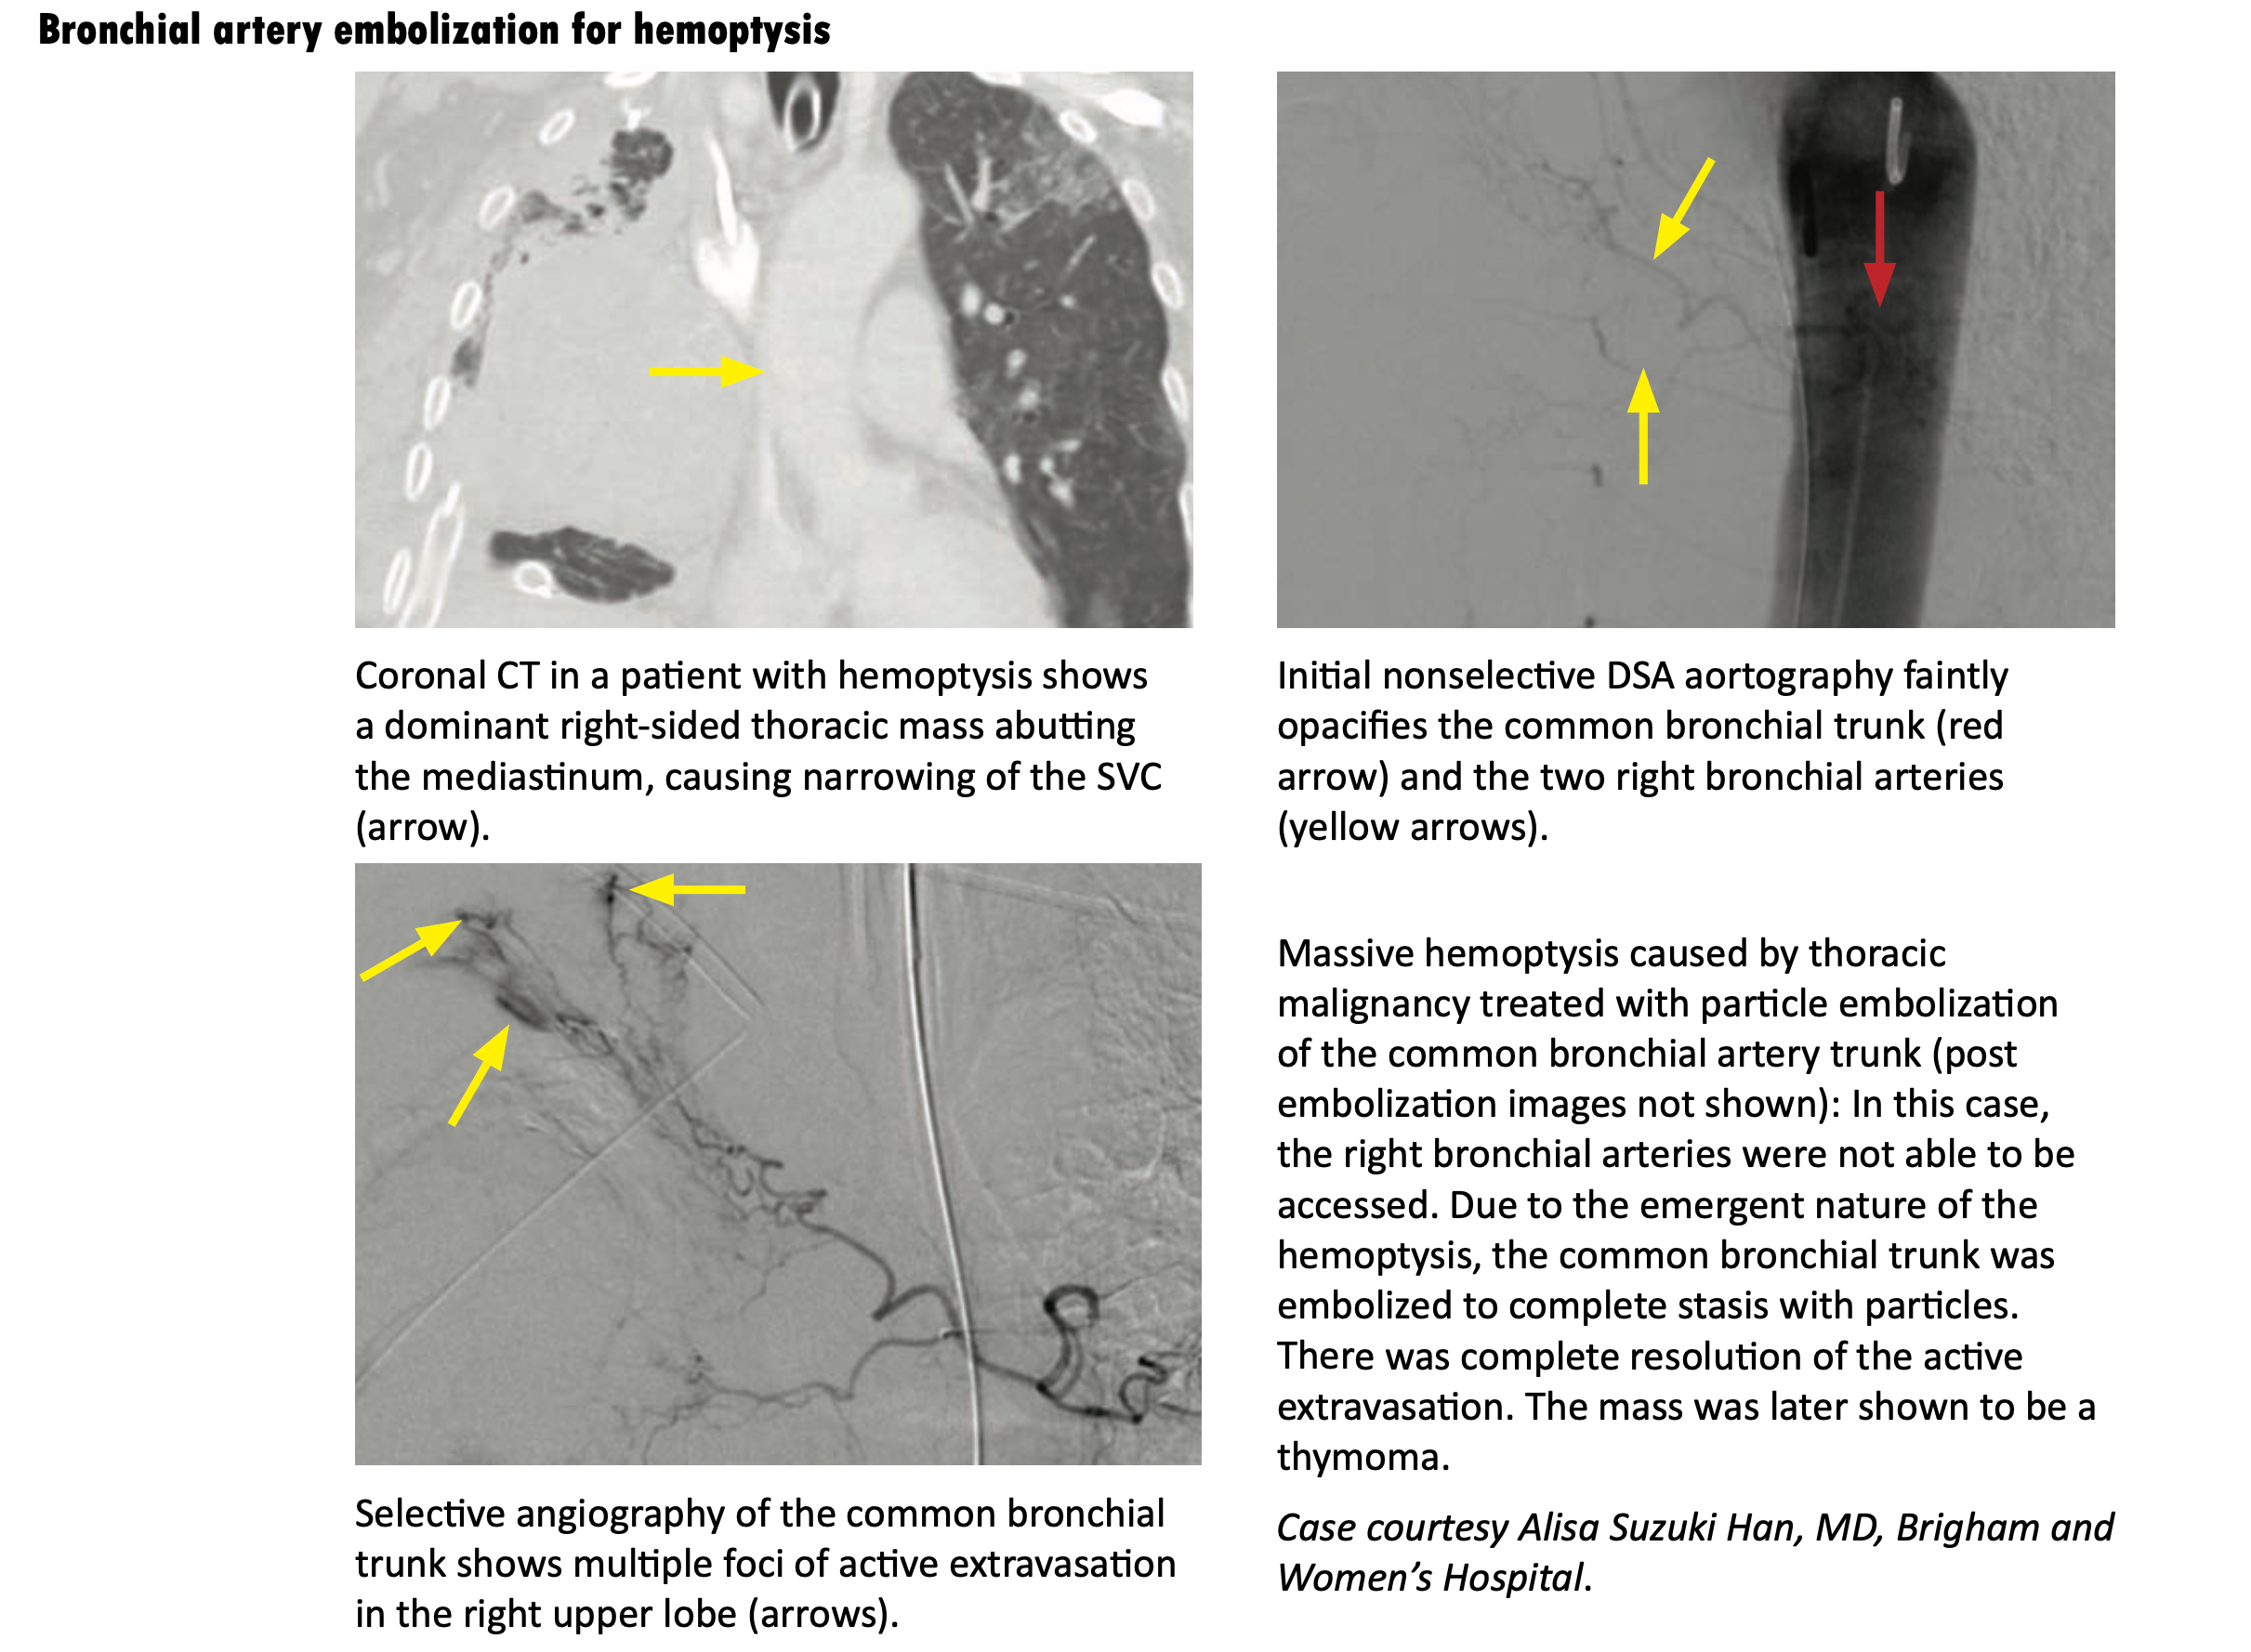 Bronchial artery embolization for hemoptysis
Coronal CT in a patient with hemoptysis shows
a dominant right-sided thoracic mass abutting
the mediastinum, causing narrowing of the SVC
(arrow).
Initial nonselective DSA aortography faintly
opacifies the common bronchial trunk (red
arrow) and the two right bronchial arteries
(yellow arrows).
Selective angiography of the common bronchial
trunk shows multiple foci of active extravasation
in the right upper lobe (arrows).
Massive hemoptysis caused by thoracic
malignancy treated with particle embolization
of the common bronchial artery trunk (post
embolization images not shown): In this case,
the right bronchial arteries were not able to be
accessed. Due to the emergent nature of the
hemoptysis, the common bronchial trunk was
embolized to complete stasis with particles.
There was complete resolution of the active
extravasation. The mass was later shown to be a
thymoma.
Case courtesy Alisa Suzuki Han, MD, Brigham and
Women’s Hospital.